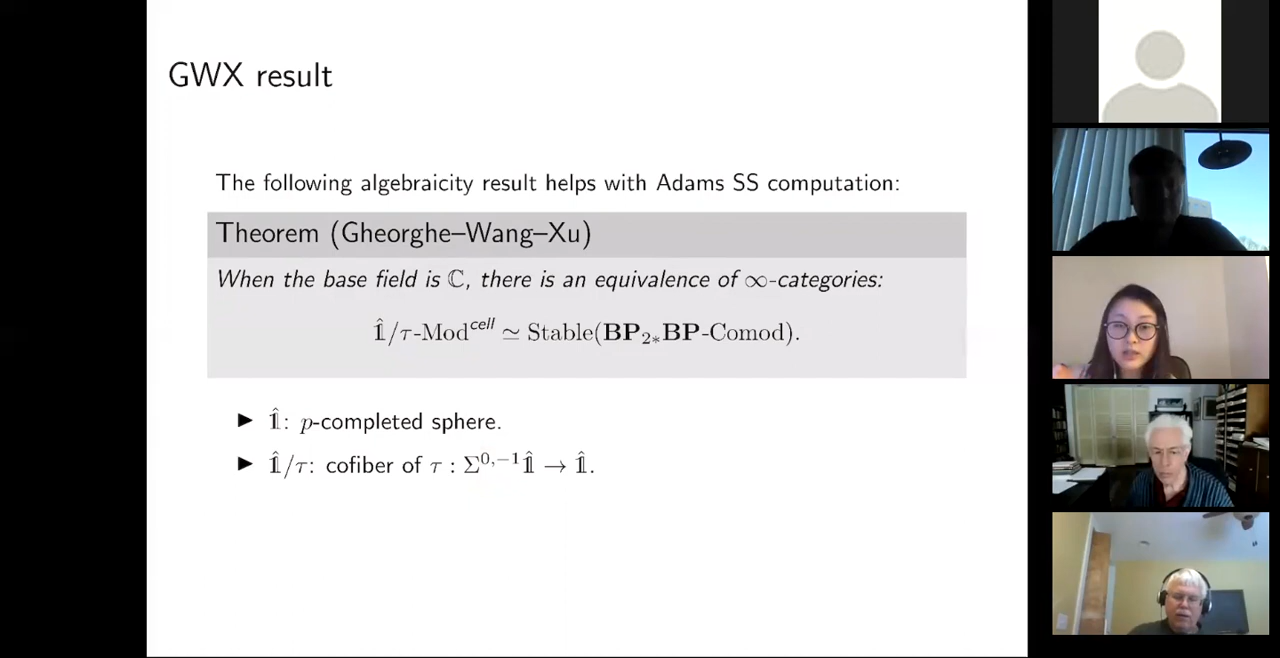 GWX result
The following algebraicity result helps with Adams SS computation:
Theorem (Gheorghe–Wang–Xu)
When the base field is ℂ, there is an equivalence of ∞-categories:
𝟙̂/τ-Mod^cell ≃ Stable(BP₂∗BP-Comod).
► 𝟙̂: p-completed sphere.
► 𝟙̂/τ: cofiber of τ : Σ^0,−1 𝟙̂ → 𝟙̂.